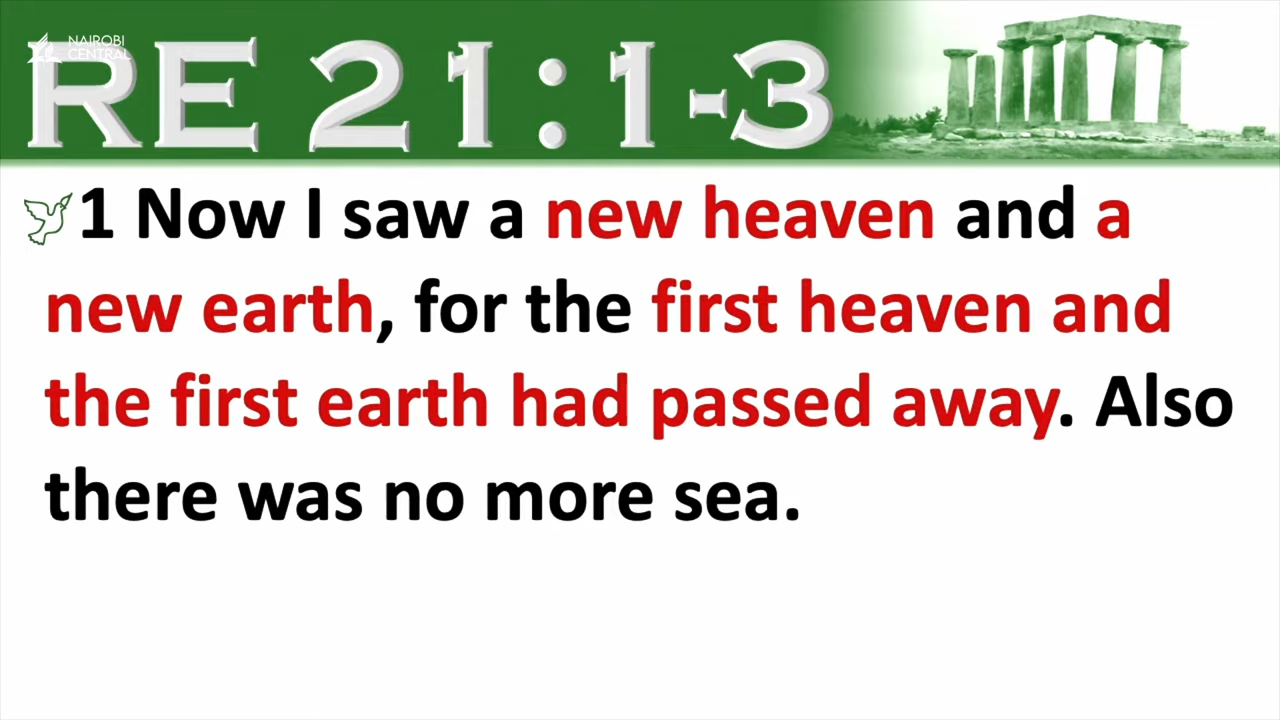 NAIROBI
CENTRAL
RE 21:1-3
1 Now I saw a new heaven and a
new earth, for the first heaven and
the first earth had passed away. Also
there was no more sea.